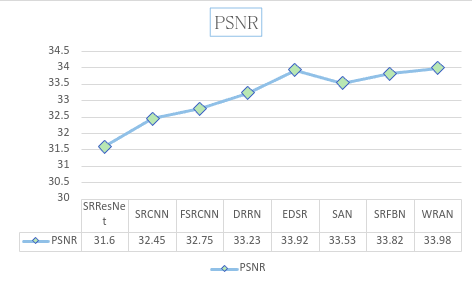 PSNR
34.5
34
33.5
33
32.5
32
31.5
31
30.5
30
SRResNe
t
SRCNN
FSRCNN
DRRN
EDSR
SAN
SRFBN
WRAN
PSNR 31.6 32.45 32.75 33.23 33.92 33.53 33.82 33.98
PSNR